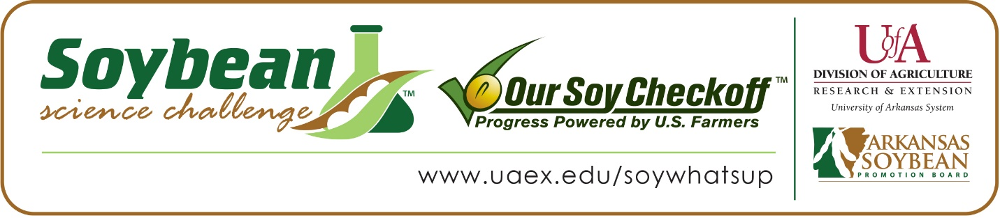 Soybean
science challenge™
Our Soy Checkoff™
Progress Powered by U.S. Farmers
www.uaex.edu/soywhatsup
UofA
DIVISION OF AGRICULTURE
RESEARCH & EXTENSION
University of Arkansas System
ARKANSAS
SOYBEAN
PROMOTION BOARD